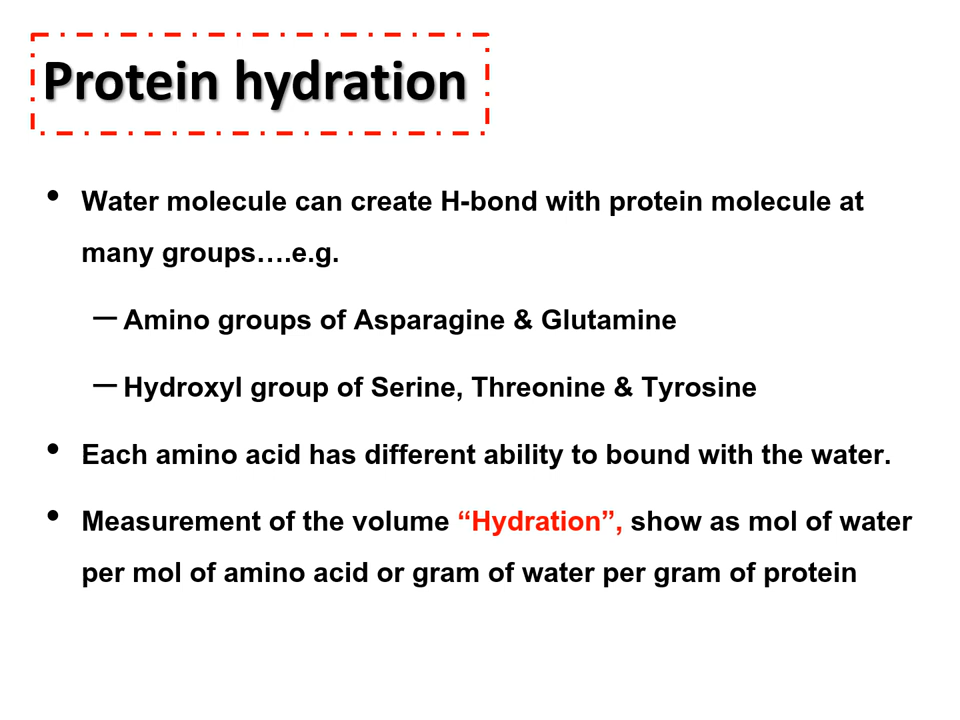 Protein hydration
• Water molecule can create H-bond with protein molecule at
many groups….e.g.
– Amino groups of Asparagine & Glutamine
– Hydroxyl group of Serine, Threonine & Tyrosine
• Each amino acid has different ability to bound with the water.
• Measurement of the volume “Hydration”, show as mol of water
per mol of amino acid or gram of water per gram of protein